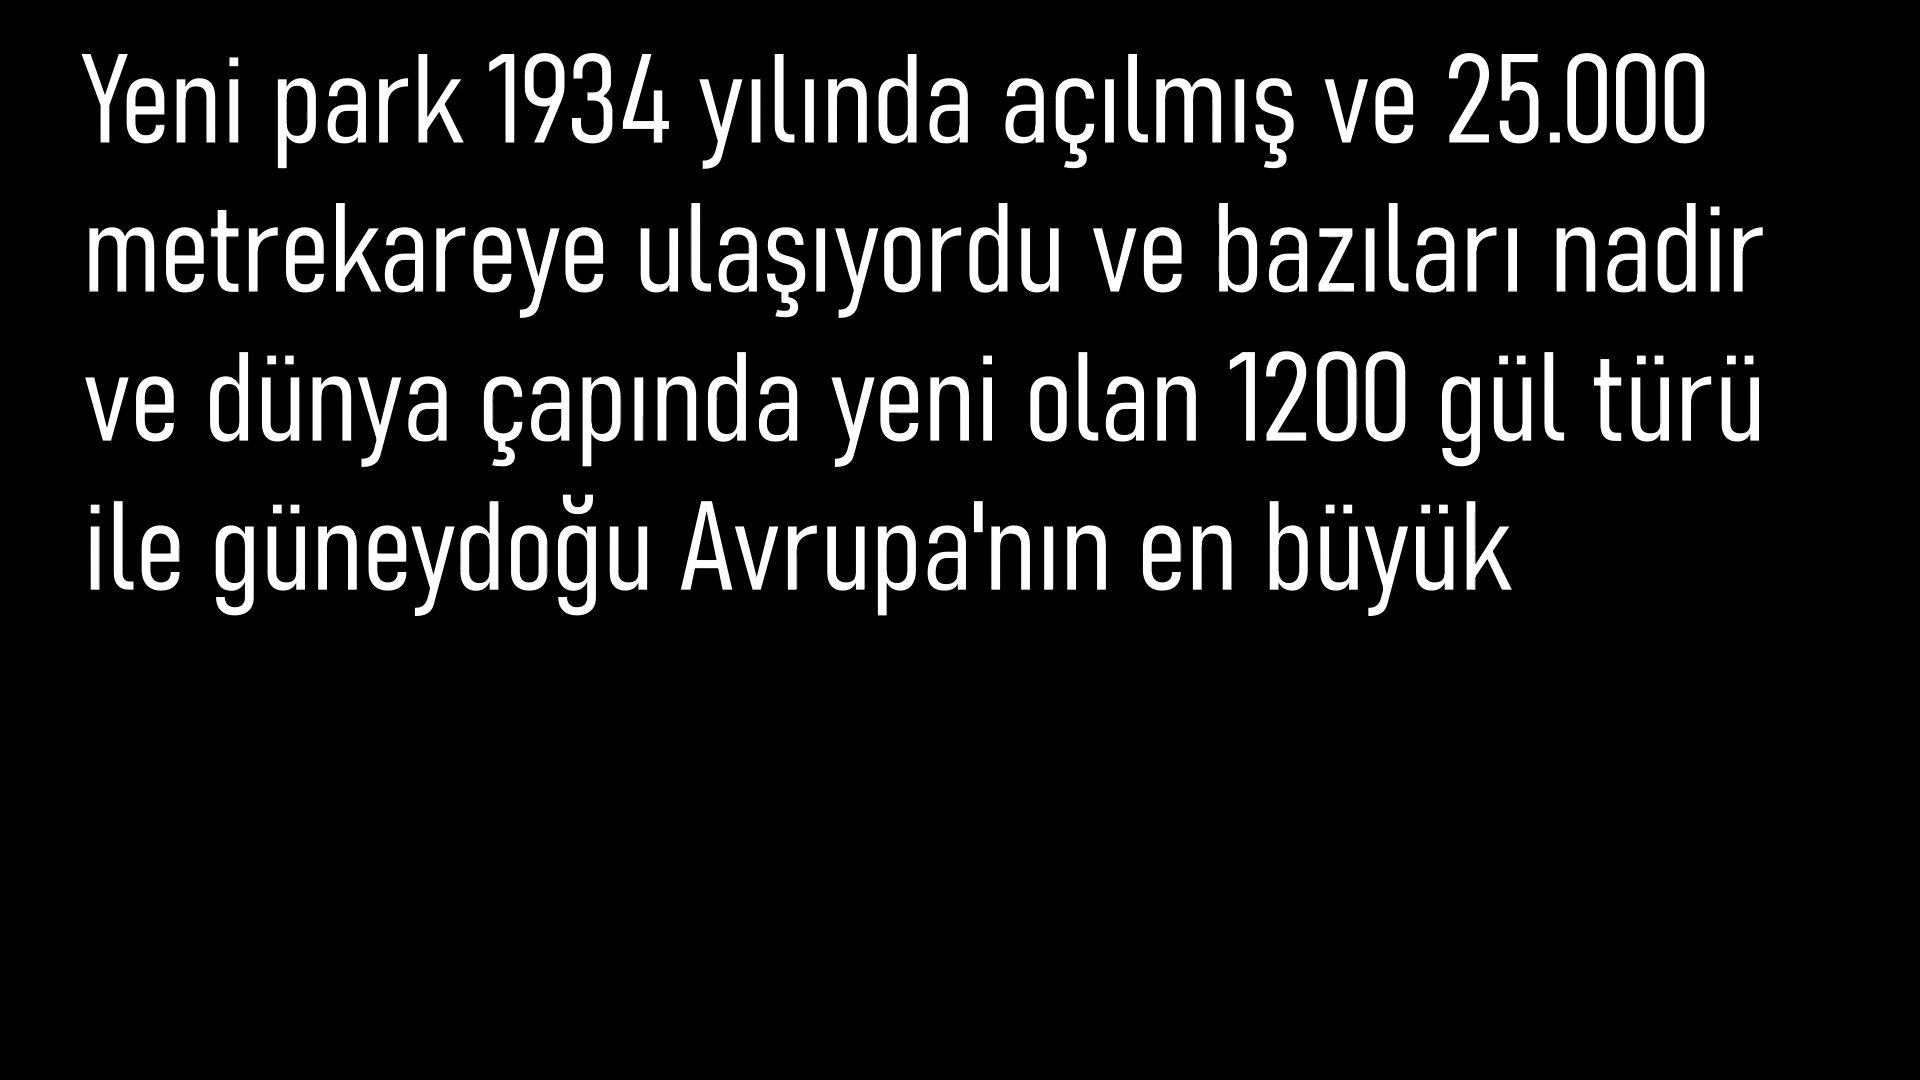 Yeni park 1934 yılında açılmış ve 25.000
metrekareye ulaşıyordu ve bazıları nadir
ve dünya çapında yeni olan 1200 gül türü
ile güneydoğu Avrupa'nın en büyük